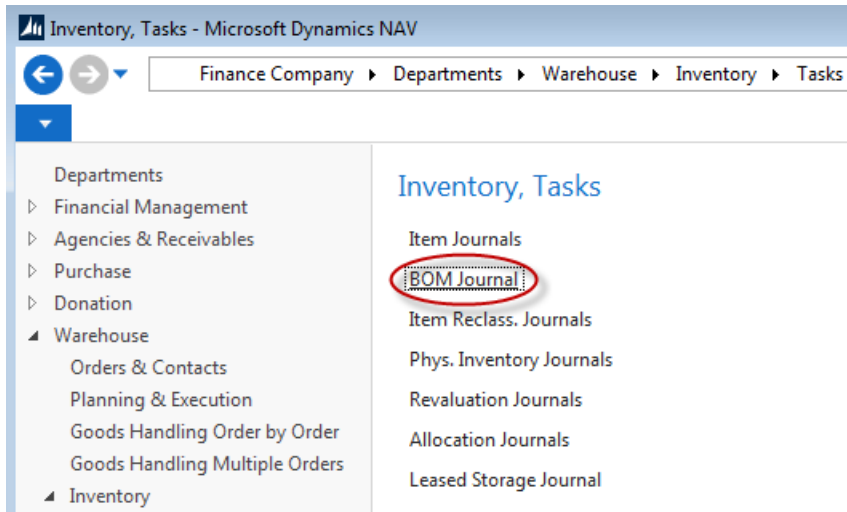 Inventory, Tasks - Microsoft Dynamics NAV
Finance Company ▸ Departments ▸ Warehouse ▸ Inventory ▸ Tasks
Departments
Financial Management
Agencies & Receivables
Purchase
Donation
Warehouse
Orders & Contacts
Planning & Execution
Goods Handling Order by Order
Goods Handling Multiple Orders
Inventory
Inventory, Tasks
Item Journals
BOM Journal
Item Reclass. Journals
Phys. Inventory Journals
Revaluation Journals
Allocation Journals
Leased Storage Journal